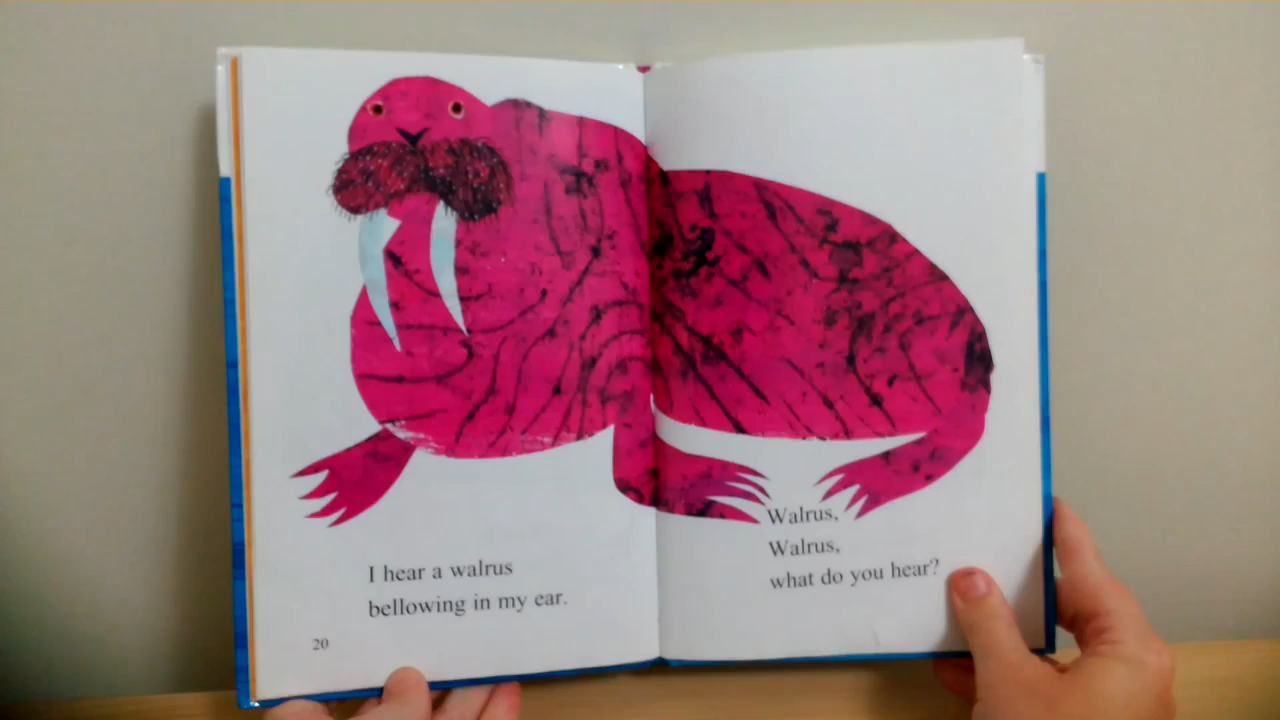 I hear a walrus
bellowing in my ear.
20
Walrus,
Walrus,
what do you hear?